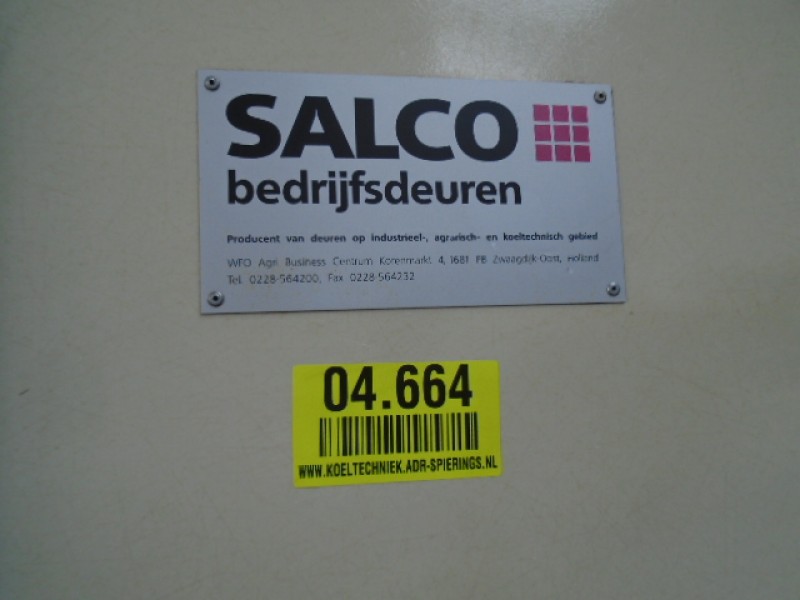 SALCO
bedrijfsdeuren
Producent van deuren op industrieel-, agrarisch- en koeltechnisch gebied
WFO Agri Business Centrum Korenmarkt 4, 1681 PB Zwaagdijk-Oost, Holland
Tel. 0228-564200, Fax 0228-564232
04.664
WWW.KOELTECHNIEK.ADR-SPIERINGS.NL